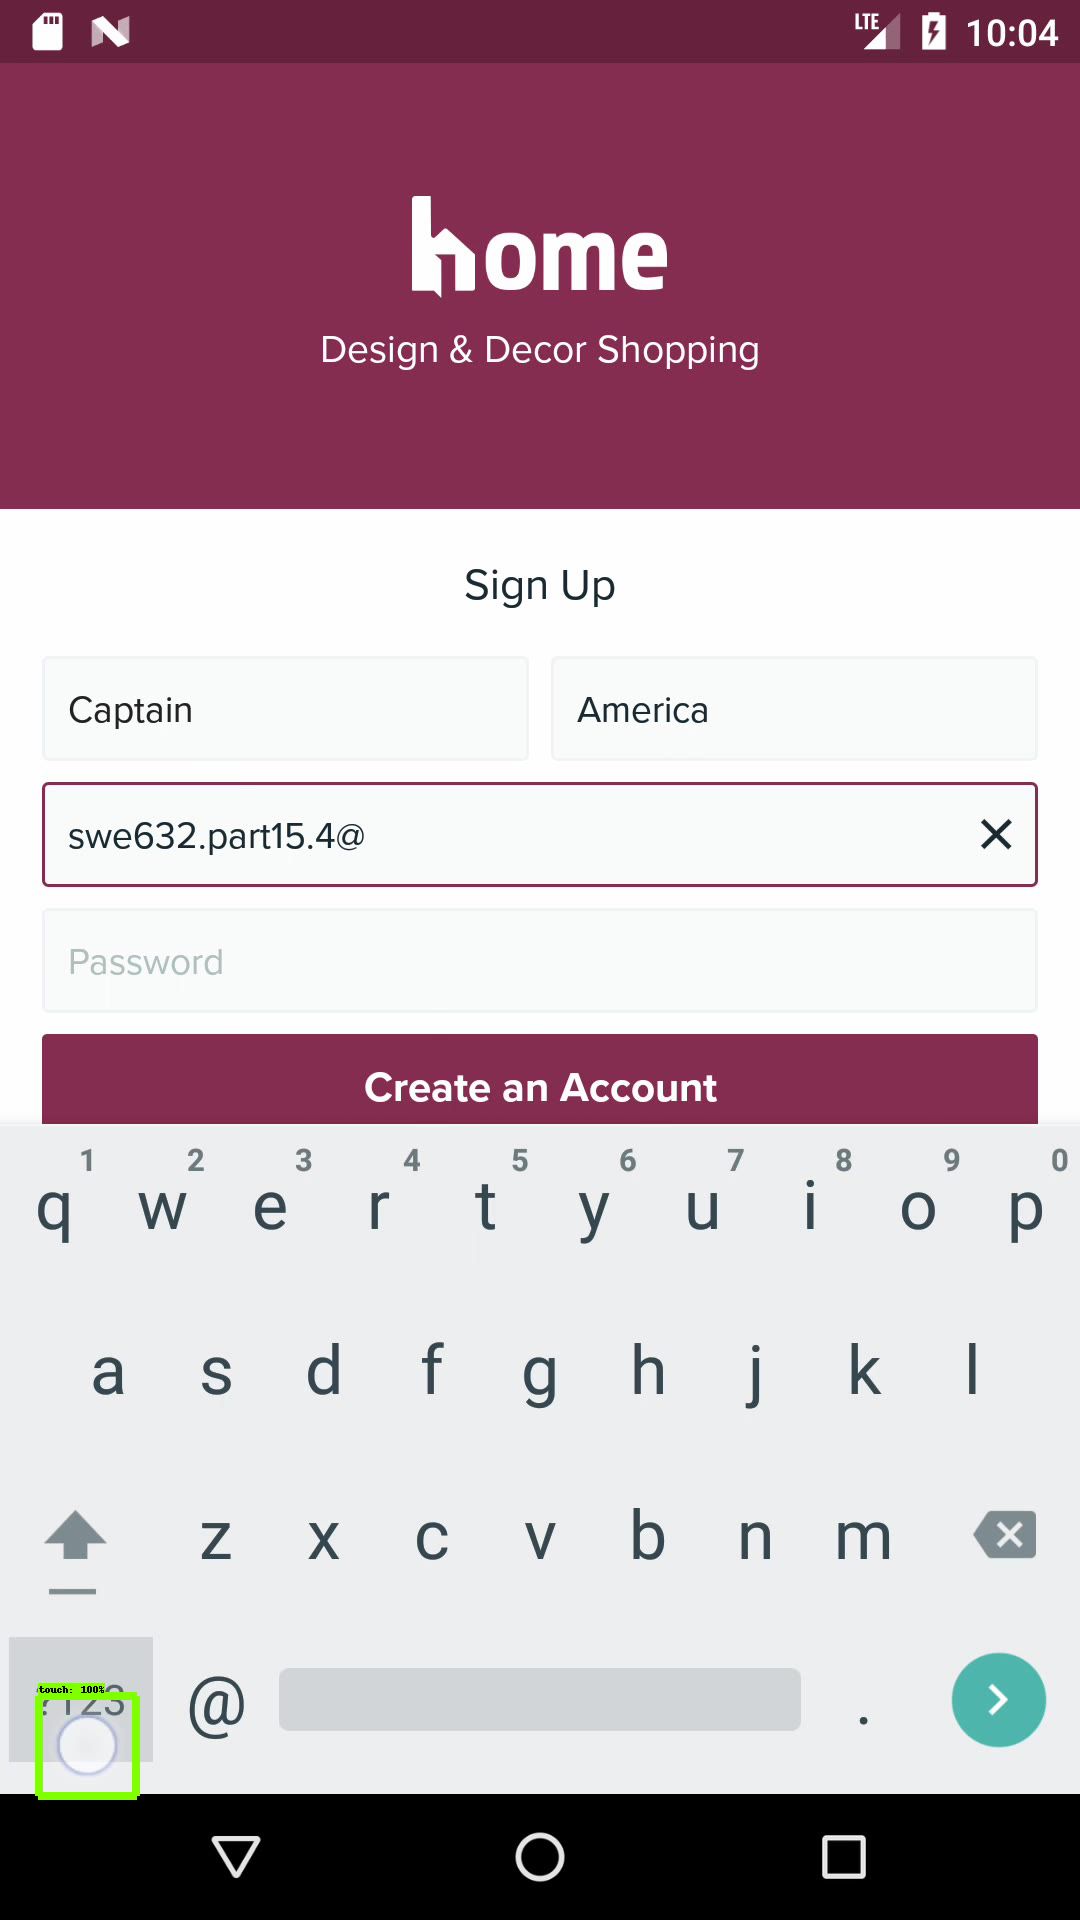 LTE 10:04
home
Design & Decor Shopping
Sign Up
Captain America
swe632.part15.4@
Password
Create an Account
1 2 3 4 5 6 7 8 9 0
q w e r t y u i o p
a s d f g h j k l
z x c v b n m
touch: 100%
?123 @ .